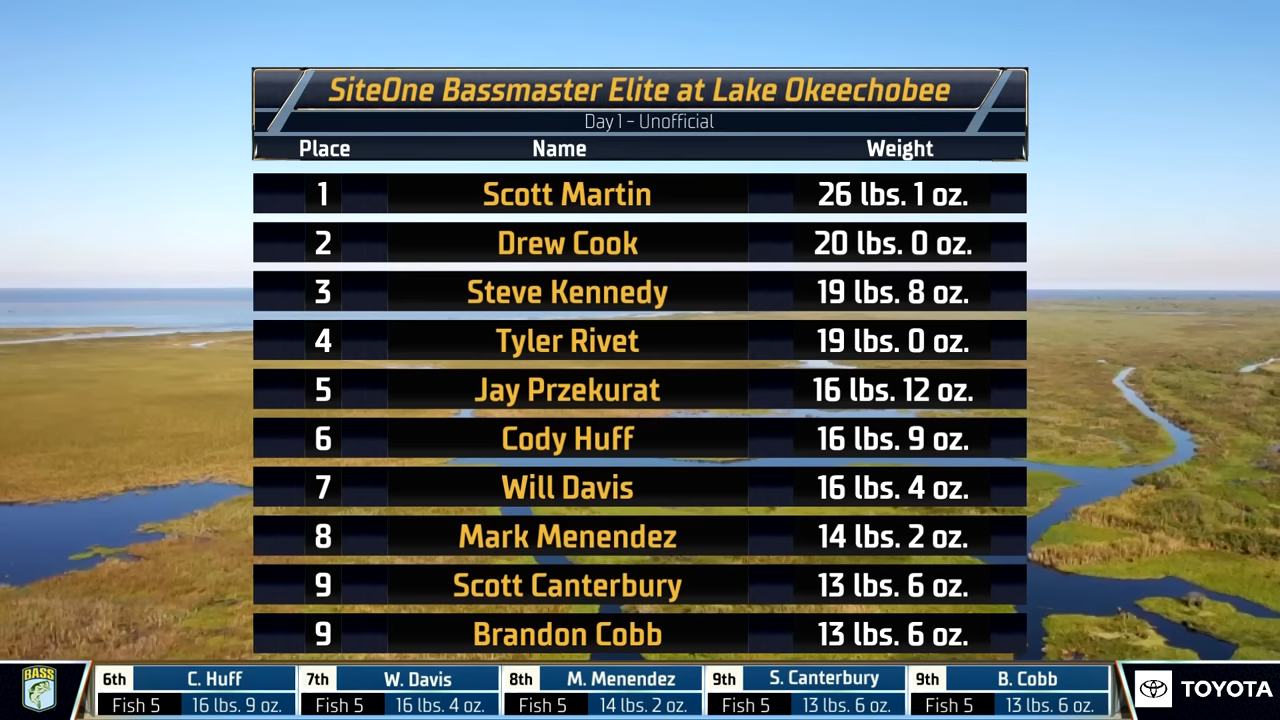 SiteOne Bassmaster Elite at Lake Okeechobee
Day 1 - Unofficial
Place Name Weight
1 Scott Martin 26 lbs. 1 oz.
2 Drew Cook 20 lbs. 0 oz.
3 Steve Kennedy 19 lbs. 8 oz.
4 Tyler Rivet 19 lbs. 0 oz.
5 Jay Przekurat 16 lbs. 12 oz.
6 Cody Huff 16 lbs. 9 oz.
7 Will Davis 16 lbs. 4 oz.
8 Mark Menendez 14 lbs. 2 oz.
9 Scott Canterbury 13 lbs. 6 oz.
9 Brandon Cobb 13 lbs. 6 oz.
BASS
6th C. Huff 7th W. Davis 8th M. Menendez 9th S. Canterbury 9th B. Cobb
Fish 5 16 lbs. 9 oz. Fish 5 16 lbs. 4 oz. Fish 5 14 lbs. 2 oz. Fish 5 13 lbs. 6 oz. Fish 5 13 lbs. 6 oz.
TOYOTA